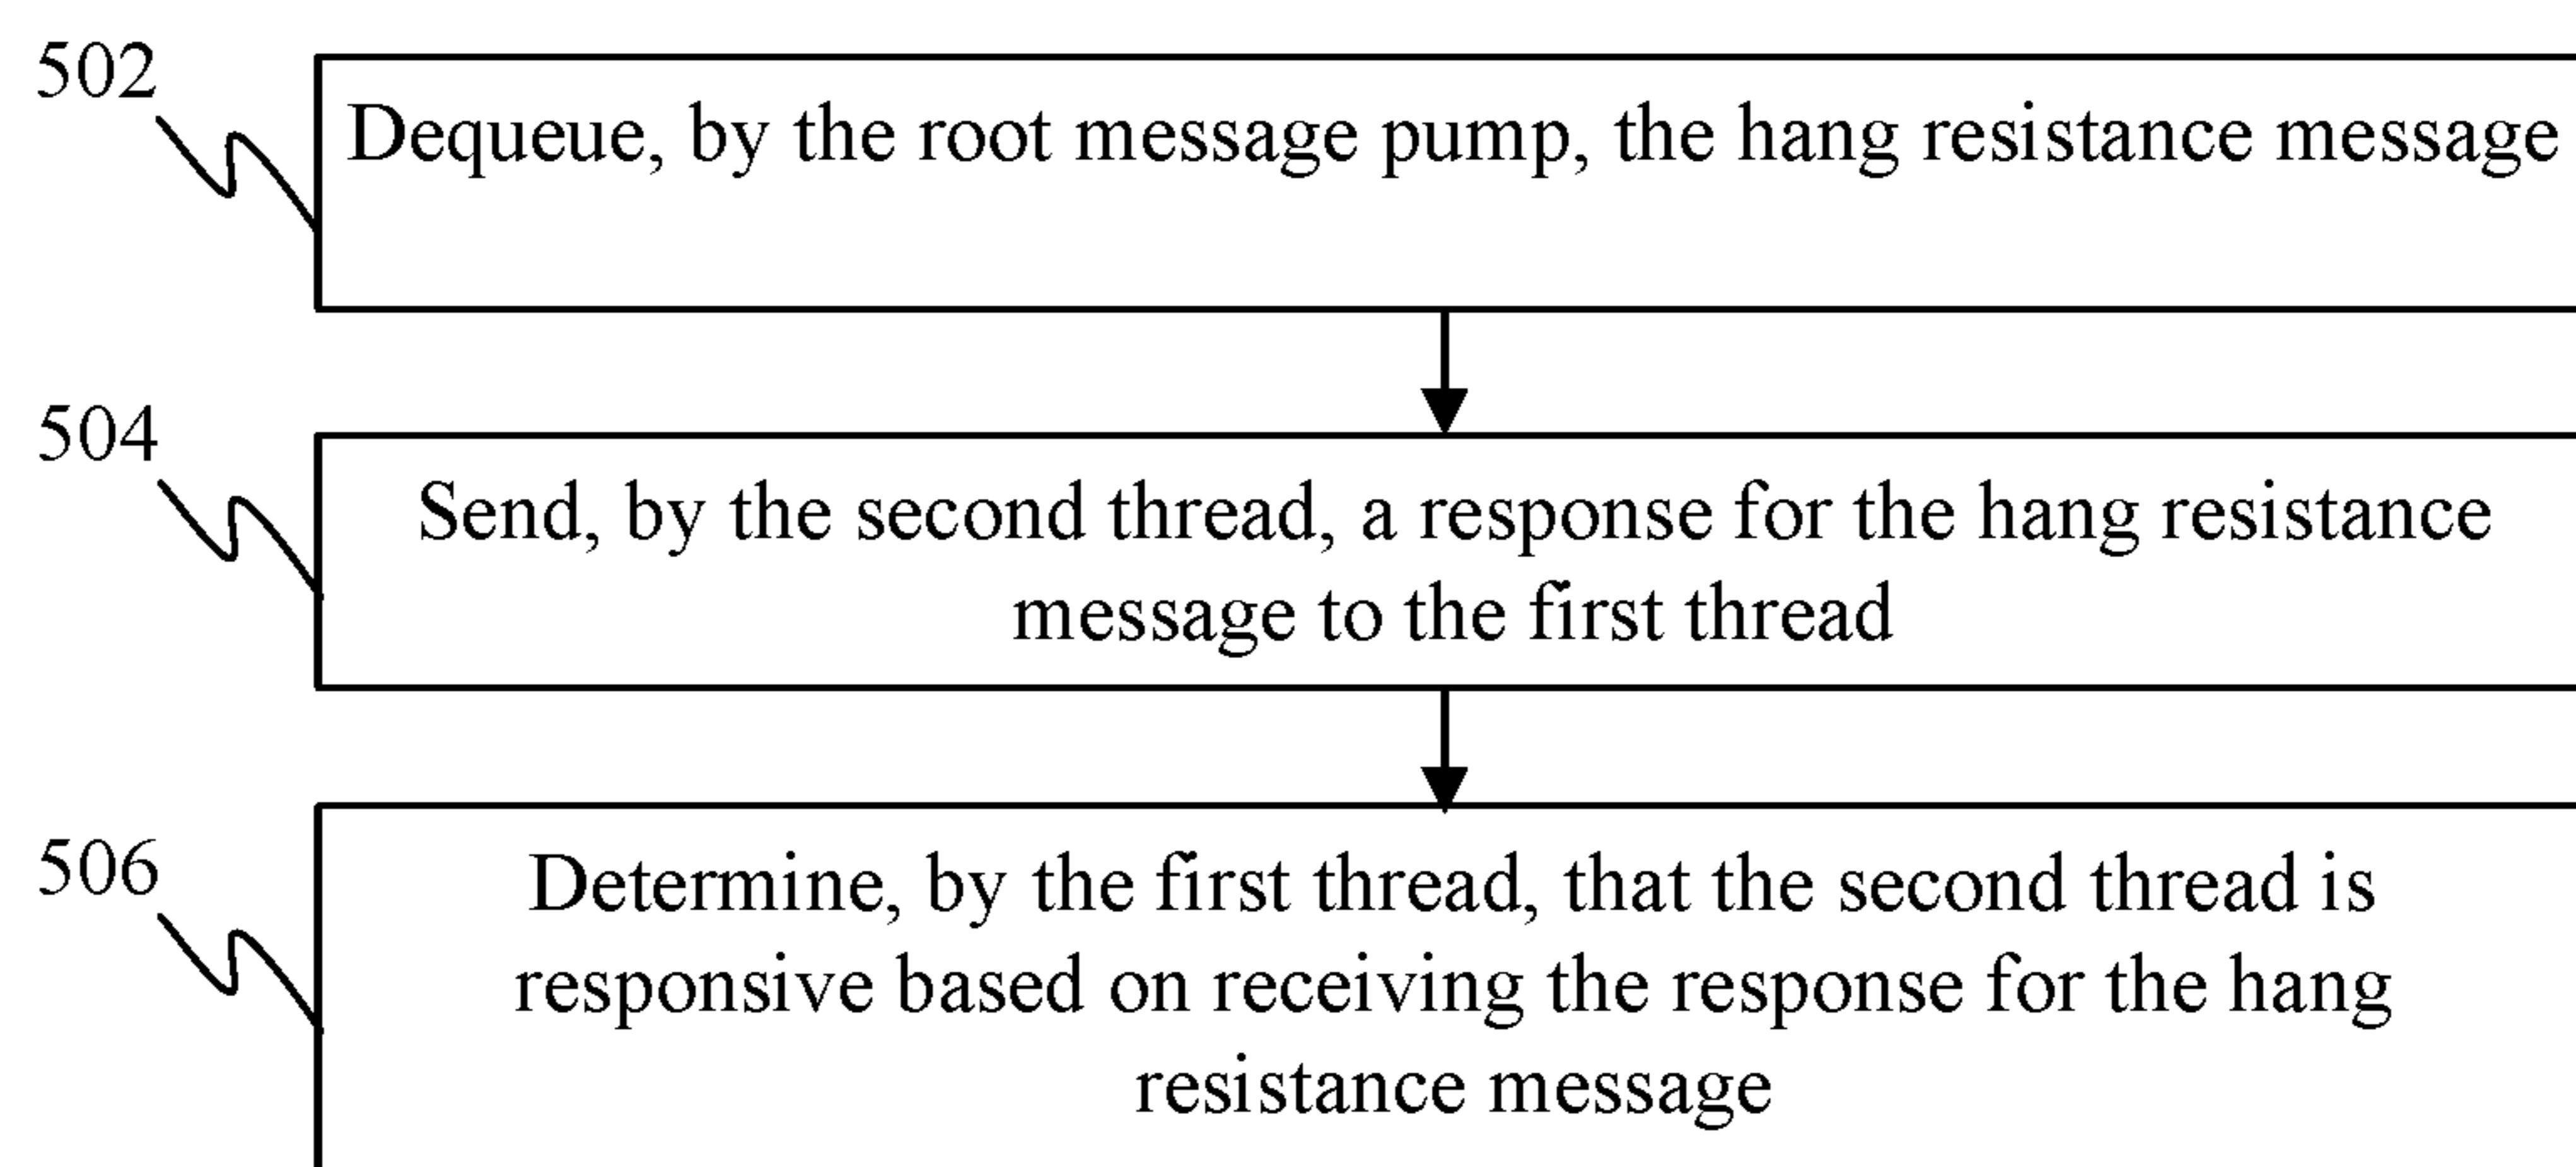 502
Dequeue, by the root message pump, the hang resistance message
504
Send, by the second thread, a response for the hang resistance
message to the first thread
506
Determine, by the first thread, that the second thread is
responsive based on receiving the response for the hang
resistance message